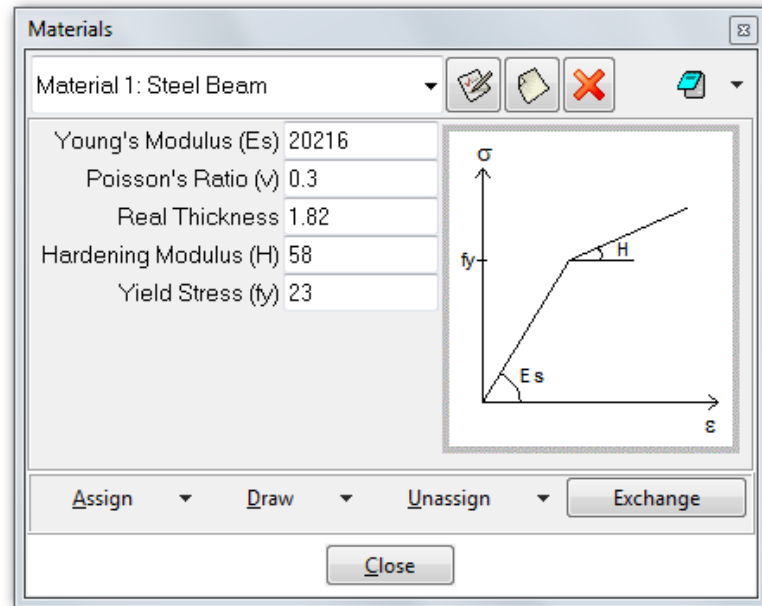 Materials
Material 1: Steel Beam
Young's Modulus (Es) 20216
Poisson's Ratio (v) 0.3
Real Thickness 1.82
Hardening Modulus (H) 58
Yield Stress (fy) 23
σ
fy
H
Es
ε
Assign Draw Unassign Exchange
Close